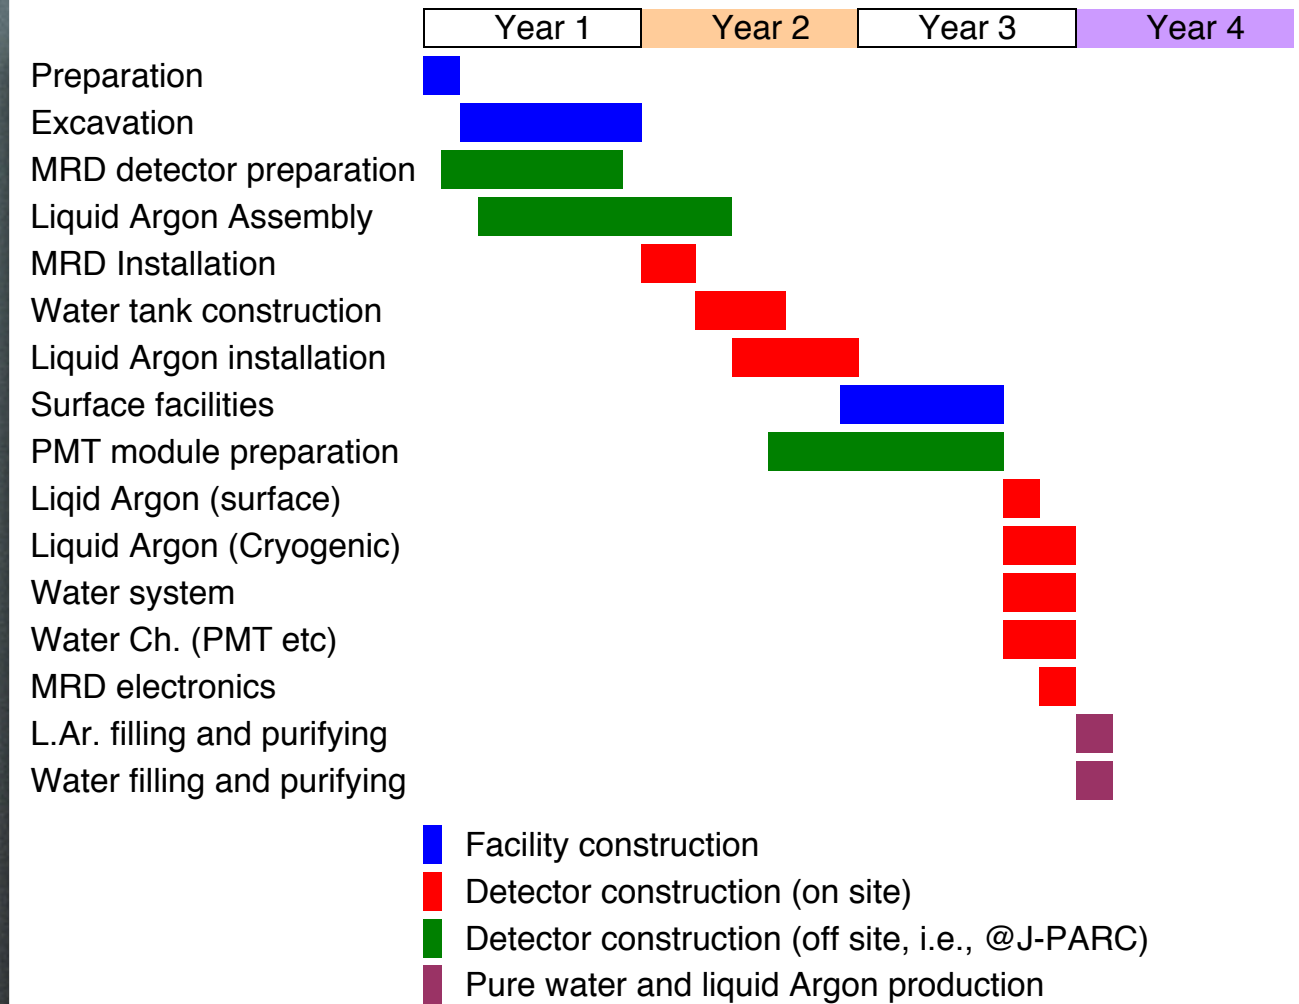 Year 1 Year 2 Year 3 Year 4
Preparation
Excavation
MRD detector preparation
Liquid Argon Assembly
MRD Installation
Water tank construction
Liquid Argon installation
Surface facilities
PMT module preparation
Liqid Argon (surface)
Liquid Argon (Cryogenic)
Water system
Water Ch. (PMT etc)
MRD electronics
L.Ar. filling and purifying
Water filling and purifying
Facility construction
Detector construction (on site)
Detector construction (off site, i.e., @J-PARC)
Pure water and liquid Argon production